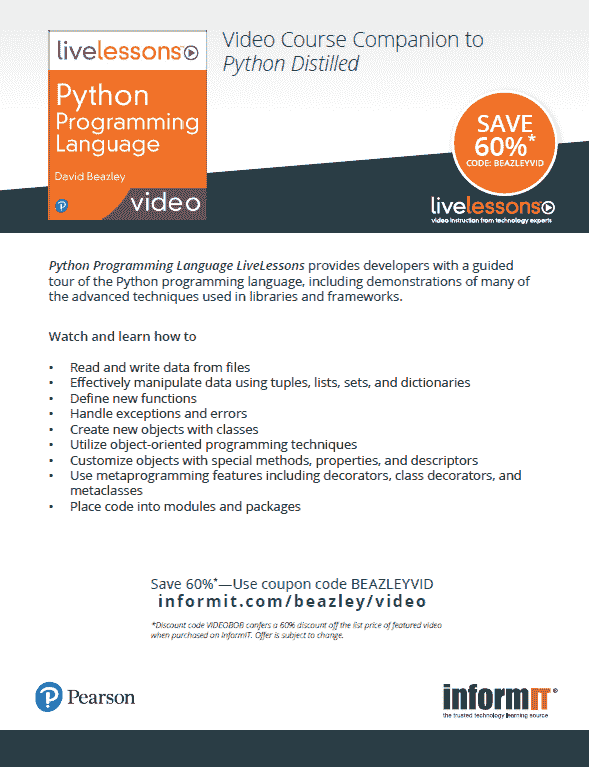 livelessons
Video Course Companion to
Python Distilled
Python
Programming
Language
David Beazley
video
SAVE
60%*
CODE: BEAZLEYVID
livelessons®
video instruction from technology experts
Python Programming Language LiveLessons provides developers with a guided
tour of the Python programming language, including demonstrations of many of
the advanced techniques used in libraries and frameworks.
Watch and learn how to
• Read and write data from files
• Effectively manipulate data using tuples, lists, sets, and dictionaries
• Define new functions
• Handle exceptions and errors
• Create new objects with classes
• Utilize object-oriented programming techniques
• Customize objects with special methods, properties, and descriptors
• Use metaprogramming features including decorators, class decorators, and
metaclasses
• Place code into modules and packages
Save 60%*—Use coupon code BEAZLEYVID
informit.com/beazley/video
*Discount code VIDEOBOB confers a 60% discount off the list price of featured video
when purchased on InformIT. Offer is subject to change.
P Pearson
informIT®
the trusted technology learning source